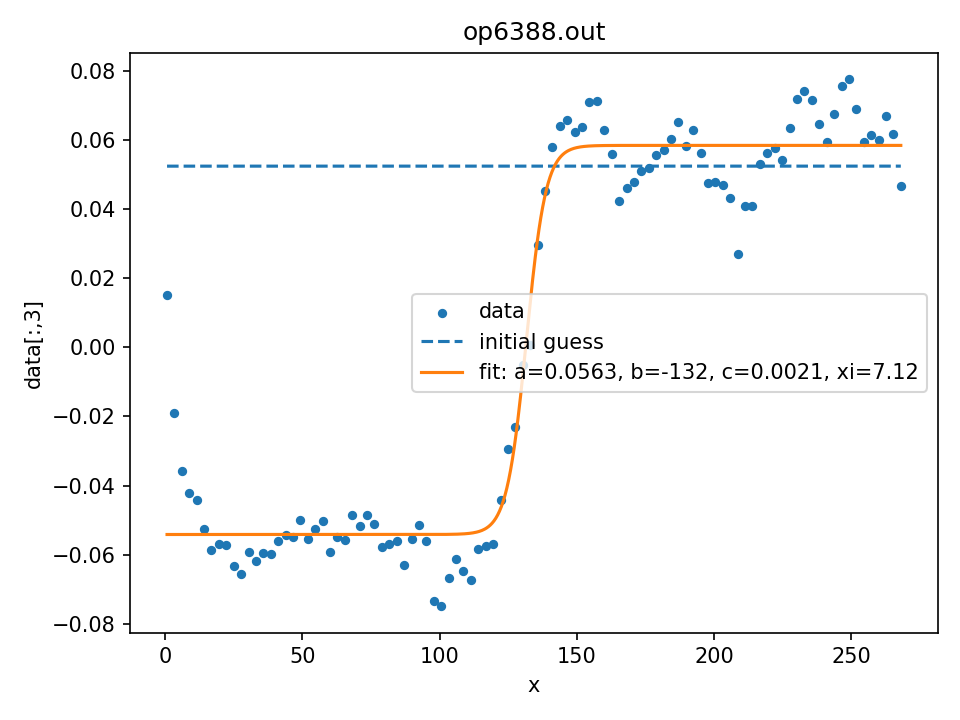 op6388.out
0.08
0.06
0.04
0.02
0.00
−0.02
−0.04
−0.06
−0.08
data[:,3]
data
initial guess
fit: a=0.0563, b=-132, c=0.0021, xi=7.12
0 50 100 150 200 250
x